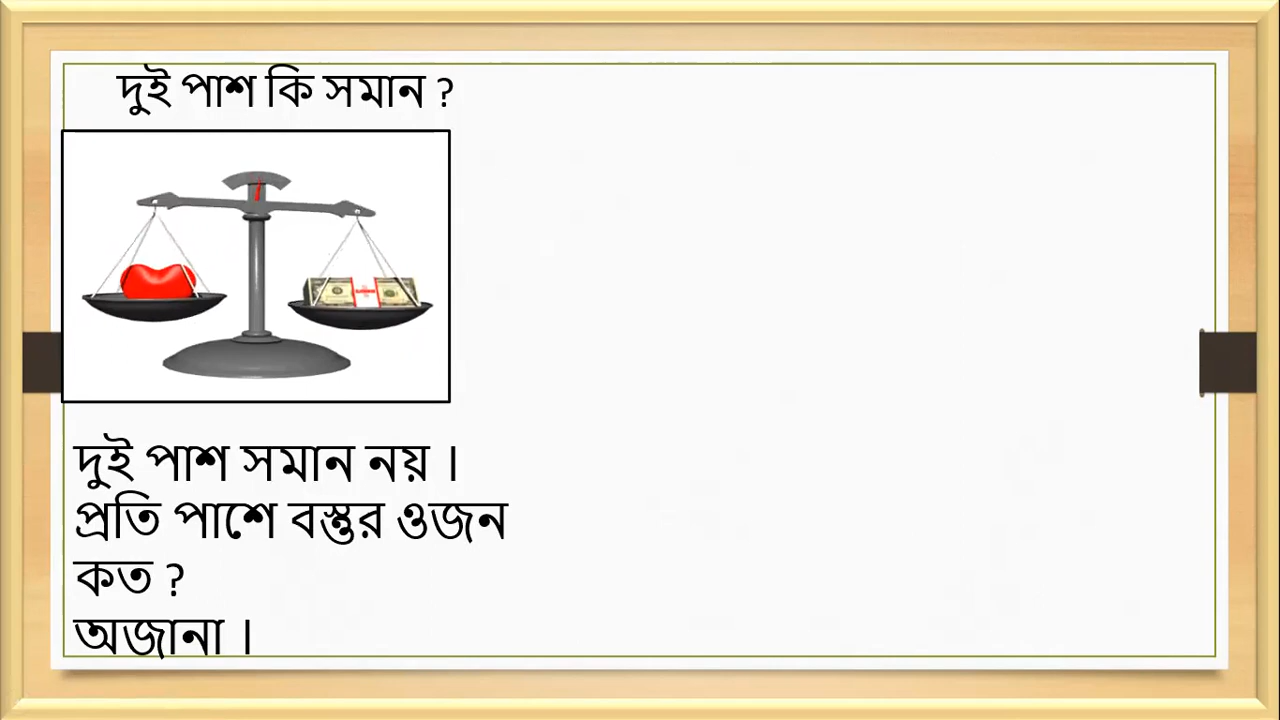 দুই পাশ কি সমান ?
দুই পাশ সমান নয় ।
প্রতি পাশে বস্তুর ওজন
কত ?
অজানা ।